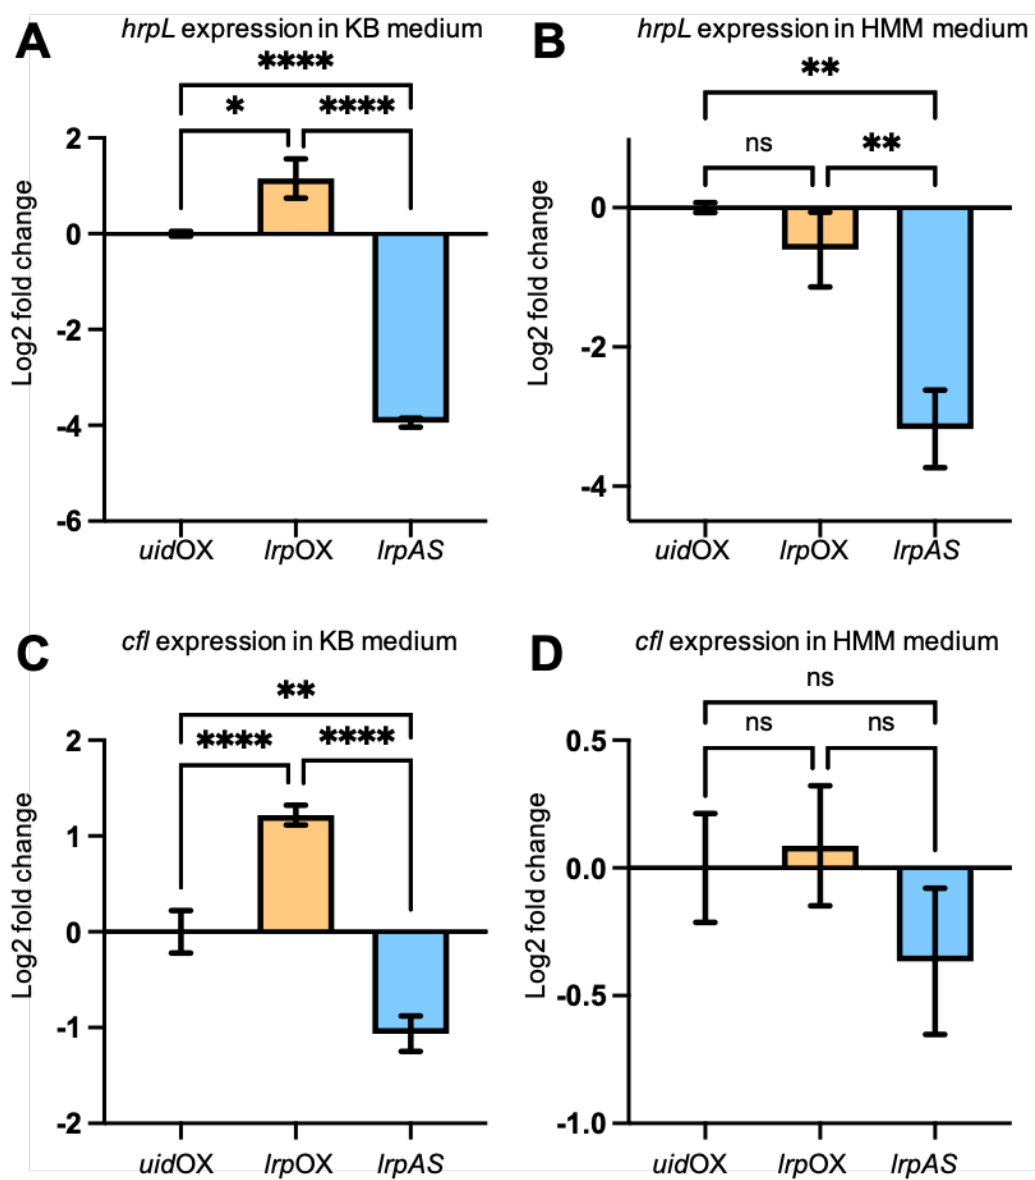 A
hrpL expression in KB medium
****
* ****
Log2 fold change
2
0
-2
-4
-6
uidOX lrpOX lrpAS
B
hrpL expression in HMM medium
**
ns **
Log2 fold change
0
-2
-4
uidOX lrpOX lrpAS
C
cfl expression in KB medium
**
**** ****
Log2 fold change
2
1
0
-1
-2
uidOX lrpOX lrpAS
D
cfl expression in HMM medium
ns
ns ns
Log2 fold change
0.5
0.0
-0.5
-1.0
uidOX lrpOX lrpAS